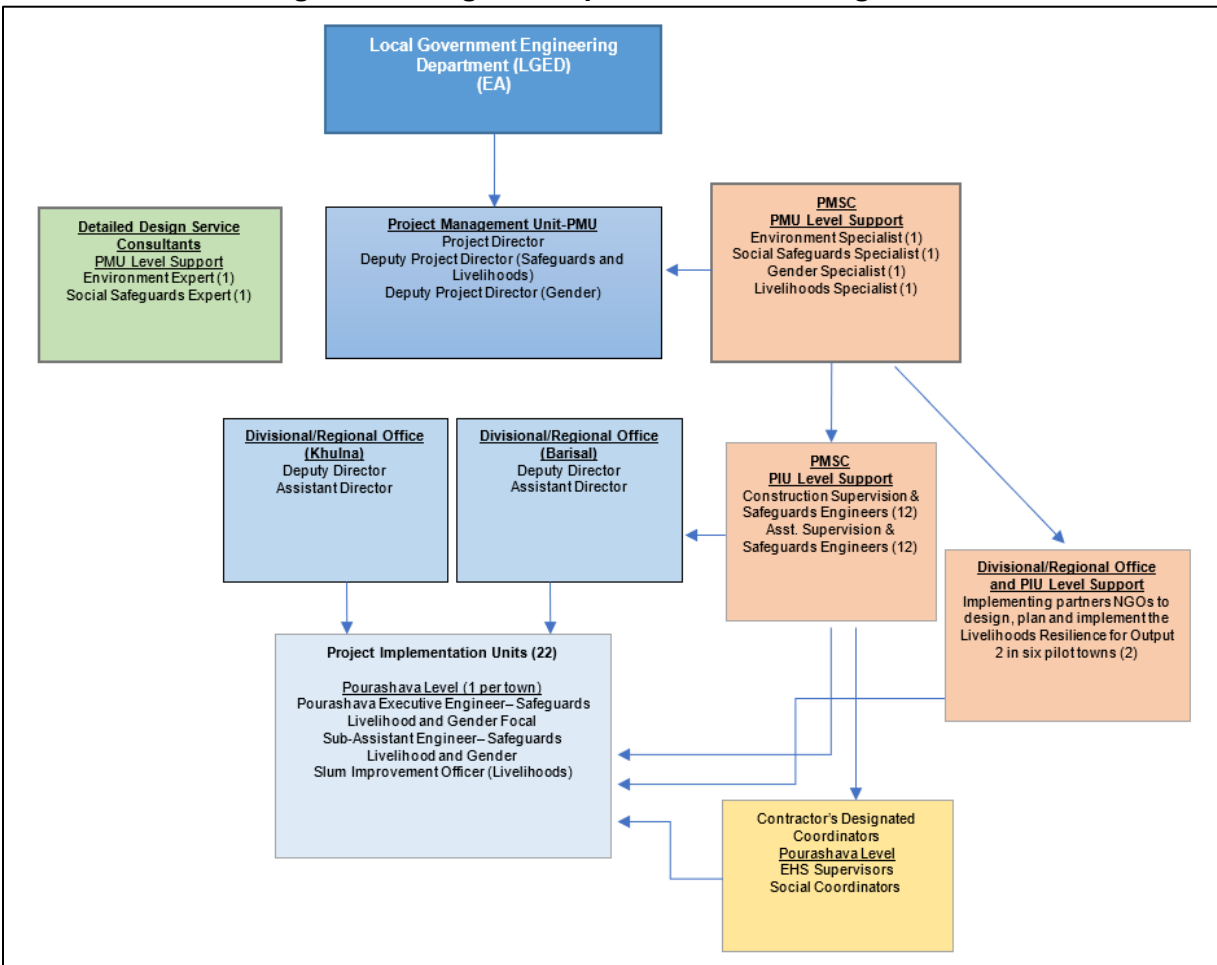 Local Government Engineering
Department (LGED)
(EA)
Detailed Design Service
Consultants
PMU Level Support
Environment Expert (1)
Social Safeguards Expert (1)
Project Management Unit-PMU
Project Director
Deputy Project Director (Safeguards and
Livelihoods)
Deputy Project Director (Gender)
PMSC
PMU Level Support
Environment Specialist (1)
Social Safeguards Specialist (1)
Gender Specialist (1)
Livelihoods Specialist (1)
Divisional/Regional Office
(Khulna)
Deputy Director
Assistant Director
Divisional/Regional Office
(Barisal)
Deputy Director
Assistant Director
PMSC
PIU Level Support
Construction Supervision &
Safeguards Engineers (12)
Asst. Supervision &
Safeguards Engineers (12)
Divisional/Regional Office
and PIU Level Support
Implementing partners NGOs to
design, plan and implement the
Livelihoods Resilience for Output
2 in six pilot towns (2)
Project Implementation Units (22)
Pourashava Level (1 per town)
Pourashava Executive Engineer– Safeguards
Livelihood and Gender Focal
Sub-Assistant Engineer– Safeguards
Livelihood and Gender
Slum Improvement Officer (Livelihoods)
Contractor's Designated
Coordinators
Pourashava Level
EHS Supervisors
Social Coordinators